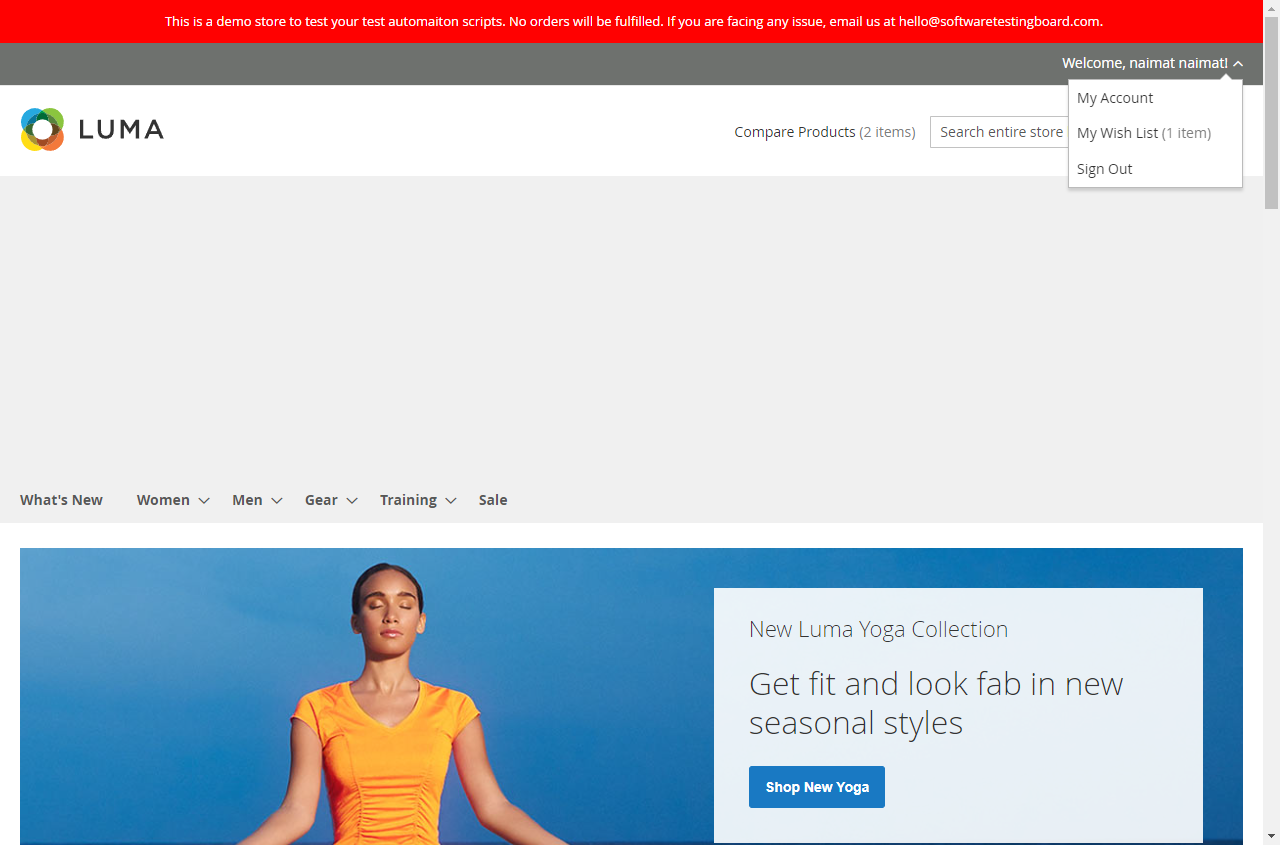 This is a demo store to test your test automaiton scripts. No orders will be fulfilled. If you are facing any issue, email us at hello@softwaretestingboard.com.
Welcome, naimat naimat!
My Account
My Wish List (1 item)
Sign Out
LUMA
Compare Products (2 items)
Search entire store
What's New
Women
Men
Gear
Training
Sale
New Luma Yoga Collection
Get fit and look fab in new
seasonal styles
Shop New Yoga